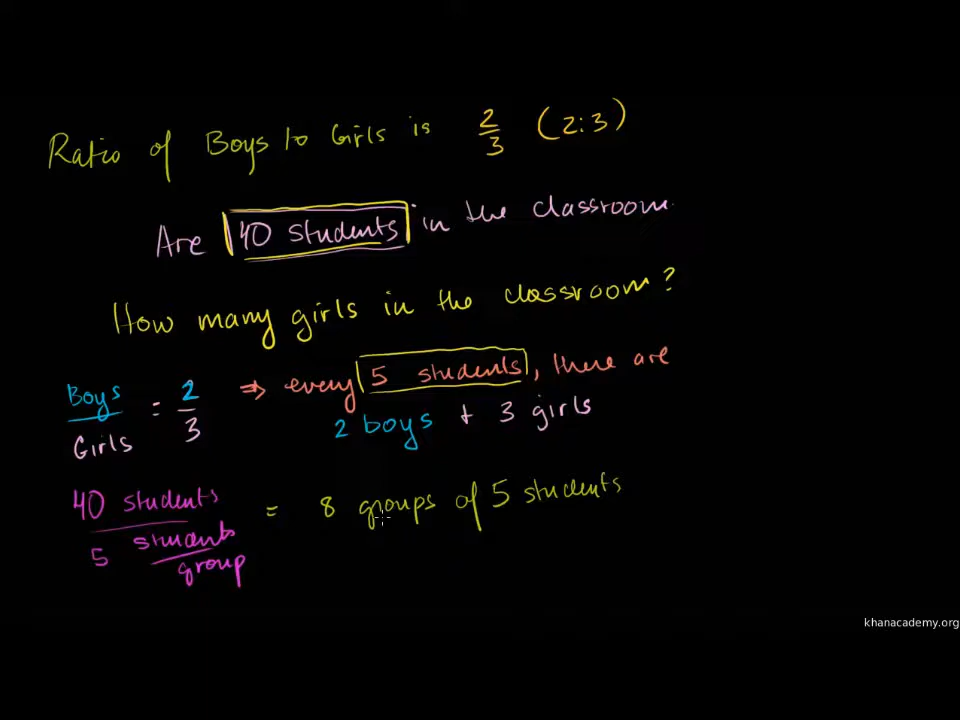 Ratio of Boys to Girls is 2/3 (2:3)
Are 40 students in the classroom.
How many girls in the classroom?
Boys/Girls = 2/3 ⇒ every 5 students, there are
2 boys + 3 girls
40 students / 5 students/group = 8 groups of 5 students
khanacademy.org